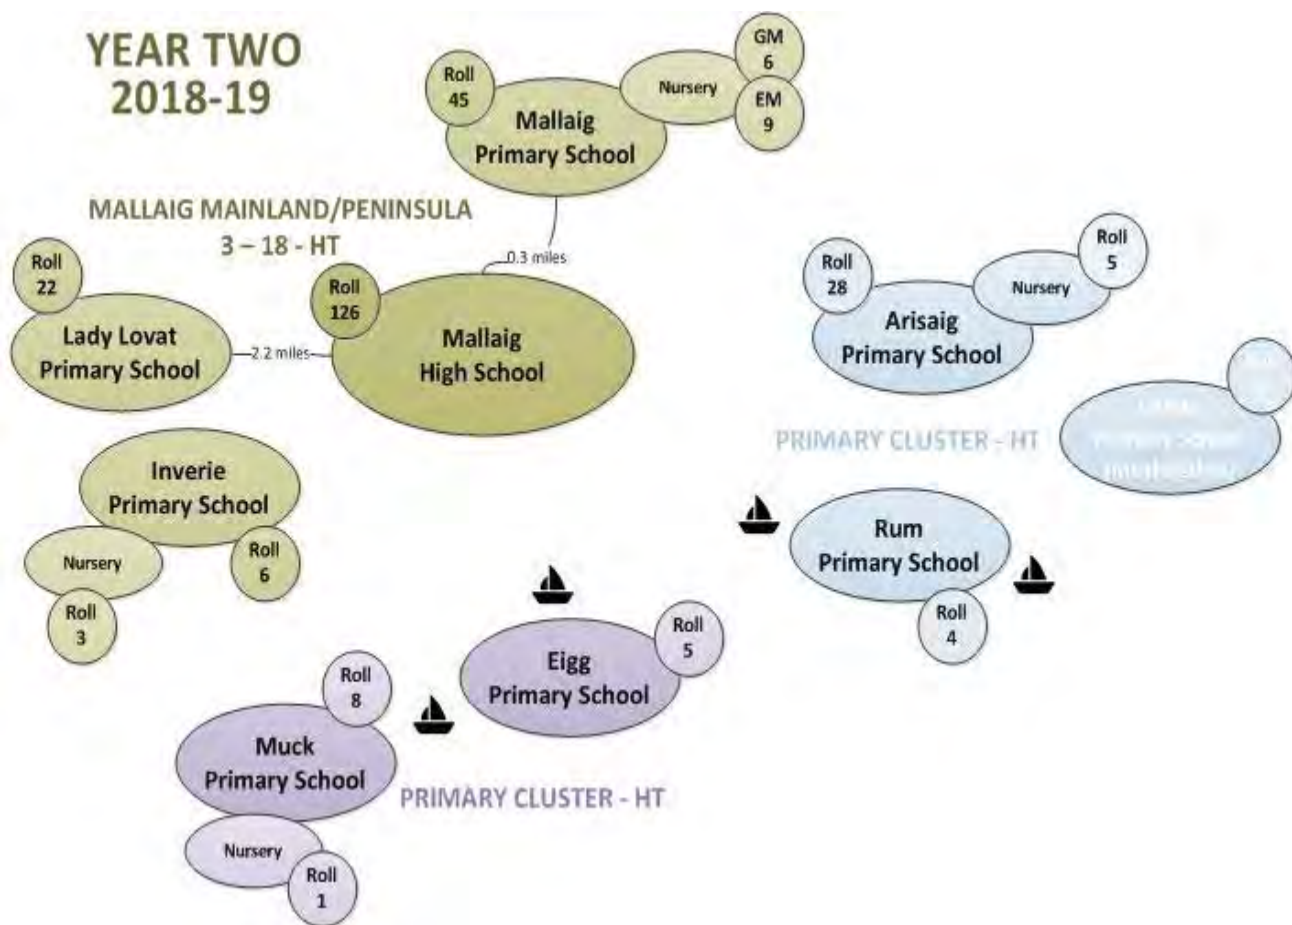 YEAR TWO
2018-19
GM
6
Roll
45
Nursery
EM
9
Mallaig
Primary School
MALLAIG MAINLAND/PENINSULA
3 – 18 - HT
0.3 miles
Roll
22
Roll
126
Lady Lovat
Primary School
2.2 miles
Mallaig
High School
Roll
28
Roll
5
Nursery
Arisaig
Primary School
PRIMARY CLUSTER - HT
Primary School
Inverie
Primary School
Nursery
Roll
6
Roll
3
Rum
Primary School
Roll
4
Roll
5
Eigg
Primary School
Roll
8
Muck
Primary School
PRIMARY CLUSTER - HT
Nursery
Roll
1